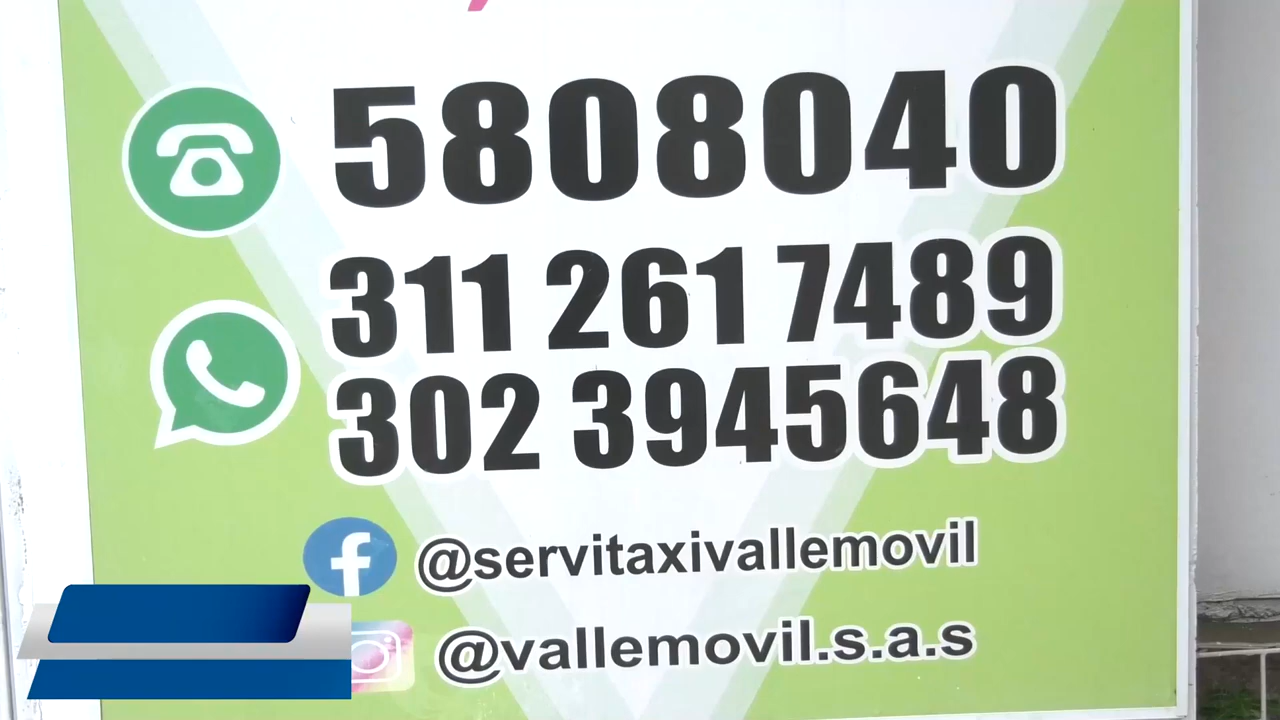 5808040
311 261 7489
302 3945648
@servitaxivallemovil
@vallemovil.s.a.s